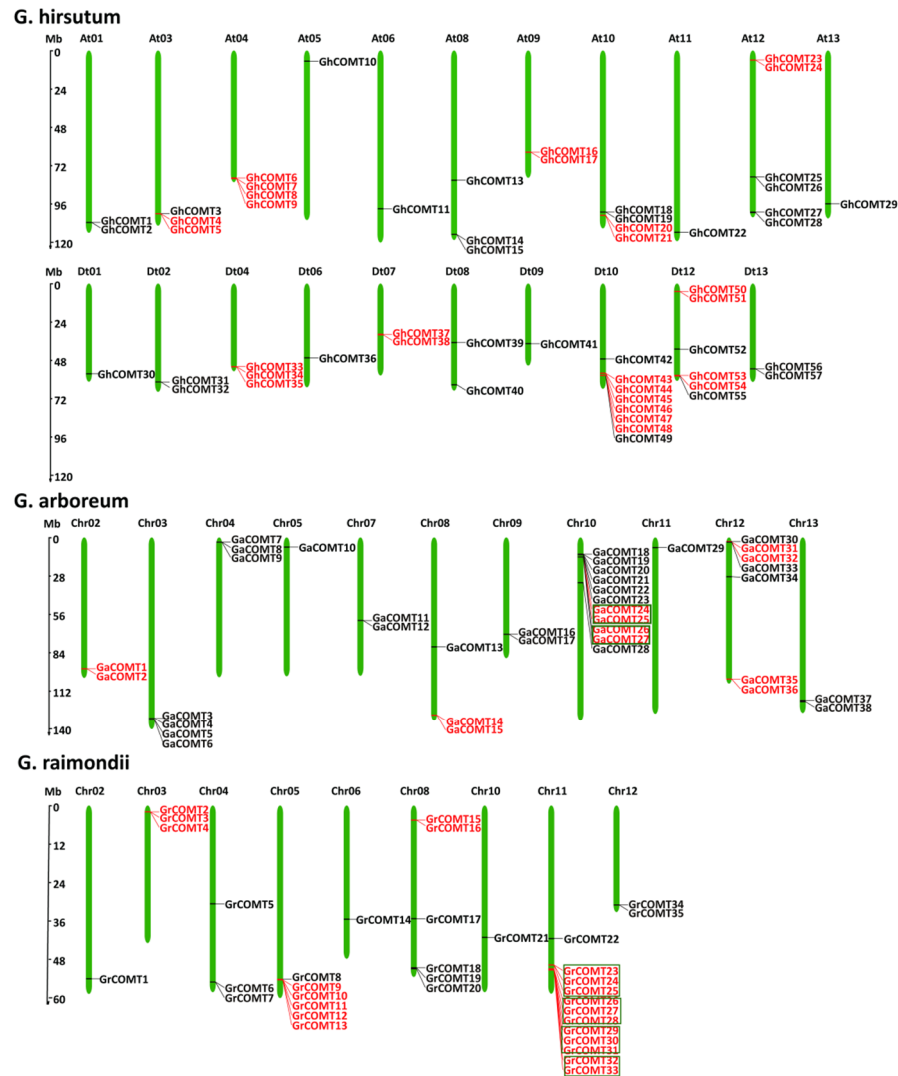 G. hirsutum
Mb At01 At03 At04 At05 At06 At08 At09 At10 At11 At12 At13
0
24
48
72
96
120
GhCOMT1
GhCOMT2
GhCOMT3
GhCOMT4
GhCOMT5
GhCOMT6
GhCOMT7
GhCOMT8
GhCOMT9
GhCOMT10
GhCOMT11
GhCOMT13
GhCOMT14
GhCOMT15
GhCOMT16
GhCOMT17
GhCOMT18
GhCOMT19
GhCOMT20
GhCOMT21
GhCOMT22
GhCOMT23
GhCOMT24
GhCOMT25
GhCOMT26
GhCOMT27
GhCOMT28
GhCOMT29
Mb Dt01 Dt02 Dt04 Dt06 Dt07 Dt08 Dt09 Dt10 Dt12 Dt13
0
24
48
72
96
120
GhCOMT30
GhCOMT31
GhCOMT32
GhCOMT33
GhCOMT34
GhCOMT35
GhCOMT36
GhCOMT37
GhCOMT38
GhCOMT39
GhCOMT40
GhCOMT41
GhCOMT42
GhCOMT43
GhCOMT44
GhCOMT45
GhCOMT46
GhCOMT47
GhCOMT48
GhCOMT49
GhCOMT50
GhCOMT51
GhCOMT52
GhCOMT53
GhCOMT54
GhCOMT55
GhCOMT56
GhCOMT57
G. arboreum
Mb Chr02 Chr03 Chr04 Chr05 Chr07 Chr08 Chr09 Chr10 Chr11 Chr12 Chr13
0
28
56
84
112
140
GaCOMT1
GaCOMT2
GaCOMT3
GaCOMT4
GaCOMT5
GaCOMT6
GaCOMT7
GaCOMT8
GaCOMT9
GaCOMT10
GaCOMT11
GaCOMT12
GaCOMT13
GaCOMT14
GaCOMT15
GaCOMT16
GaCOMT17
GaCOMT18
GaCOMT19
GaCOMT20
GaCOMT21
GaCOMT22
GaCOMT23
GaCOMT24
GaCOMT25
GaCOMT26
GaCOMT27
GaCOMT28
GaCOMT29
GaCOMT30
GaCOMT31
GaCOMT32
GaCOMT33
GaCOMT34
GaCOMT35
GaCOMT36
GaCOMT37
GaCOMT38
G. raimondii
Mb Chr02 Chr03 Chr04 Chr05 Chr06 Chr08 Chr10 Chr11 Chr12
0
12
24
36
48
60
GrCOMT1
GrCOMT2
GrCOMT3
GrCOMT4
GrCOMT5
GrCOMT6
GrCOMT7
GrCOMT8
GrCOMT9
GrCOMT10
GrCOMT11
GrCOMT12
GrCOMT13
GrCOMT14
GrCOMT15
GrCOMT16
GrCOMT17
GrCOMT18
GrCOMT19
GrCOMT20
GrCOMT21
GrCOMT22
GrCOMT23
GrCOMT24
GrCOMT25
GrCOMT26
GrCOMT27
GrCOMT28
GrCOMT29
GrCOMT30
GrCOMT31
GrCOMT32
GrCOMT33
GrCOMT34
GrCOMT35